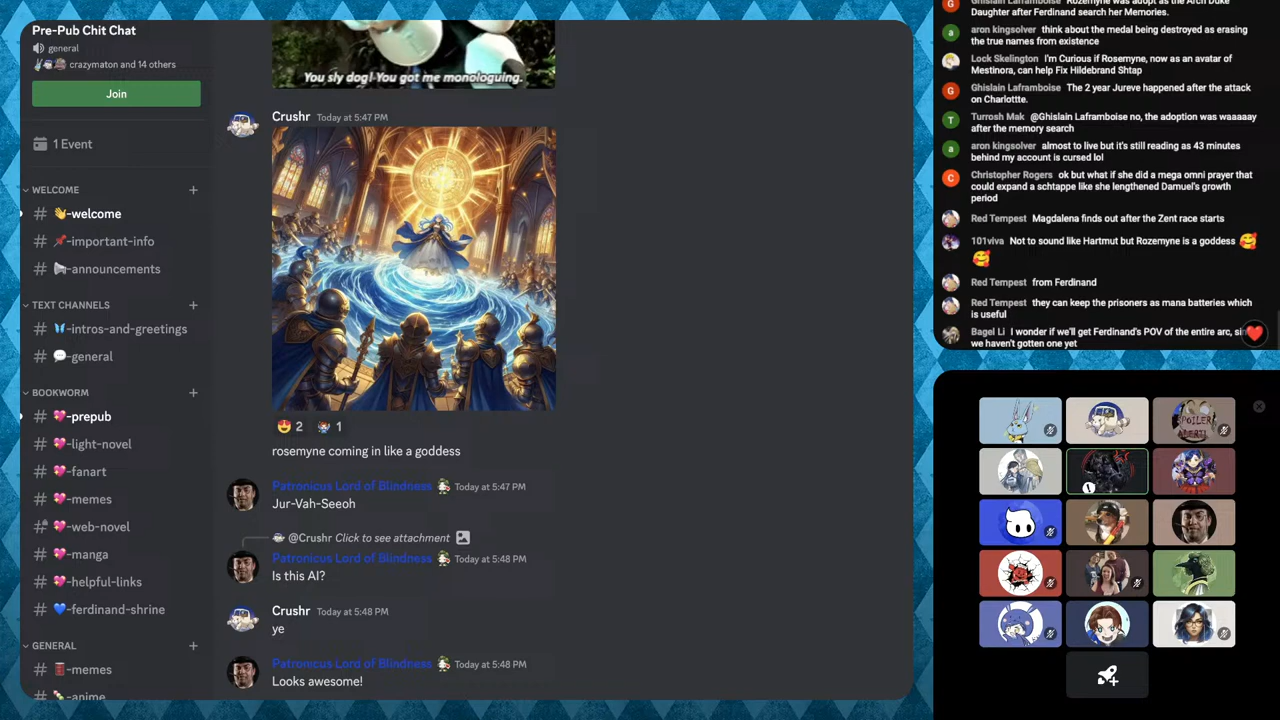 Pre-Pub Chit Chat
general
crazymaton and 14 others
Join
1 Event
WELCOME
👋-welcome
📌-important-info
📢-announcements
TEXT CHANNELS
🦋-intros-and-greetings
💬-general
BOOKWORM
💖-prepub
💖-light-novel
💖-fanart
💖-memes
💖-web-novel
💖-manga
💖-helpful-links
💙-ferdinand-shrine
GENERAL
-memes
-anime
You sly dog! You got me monologuing.
Crushr Today at 5:47 PM
😍 2 1
rosemyne coming in like a goddess
Patronicus Lord of Blindness Today at 5:47 PM
Jur-Vah-Seeoh
@Crushr Click to see attachment
Patronicus Lord of Blindness Today at 5:48 PM
Is this AI?
Crushr Today at 5:48 PM
ye
Patronicus Lord of Blindness Today at 5:48 PM
Looks awesome!
Ghislain Laframboise Rozemyne was adopt as the Arch Duke
Daughter after Ferdinand search her Memories.
aron kingsolver think about the medal being destroyed as erasing
the true names from existence
Lock Skelington I'm Curious if Rosemyne, now as an avatar of
Mestinora, can help Fix Hildebrand Shtap
Ghislain Laframboise The 2 year Jureve happened after the attack
on Charlottte.
Turrosh Mak @Ghislain Laframboise no, the adoption was waaaaay
after the memory search
aron kingsolver almost to live but it's still reading as 43 minutes
behind my account is cursed lol
Christopher Rogers ok but what if she did a mega omni prayer that
could expand a schtappe like she lengthened Damuel's growth
period
Red Tempest Magdalena finds out after the Zent race starts
101viva Not to sound like Hartmut but Rozemyne is a goddess 🥰
🥰
Red Tempest from Ferdinand
Red Tempest they can keep the prisoners as mana batteries which
is useful
Bagel Li I wonder if we'll get Ferdinand's POV of the entire arc,
we haven't gotten one yet
SPOILER
ALERT!